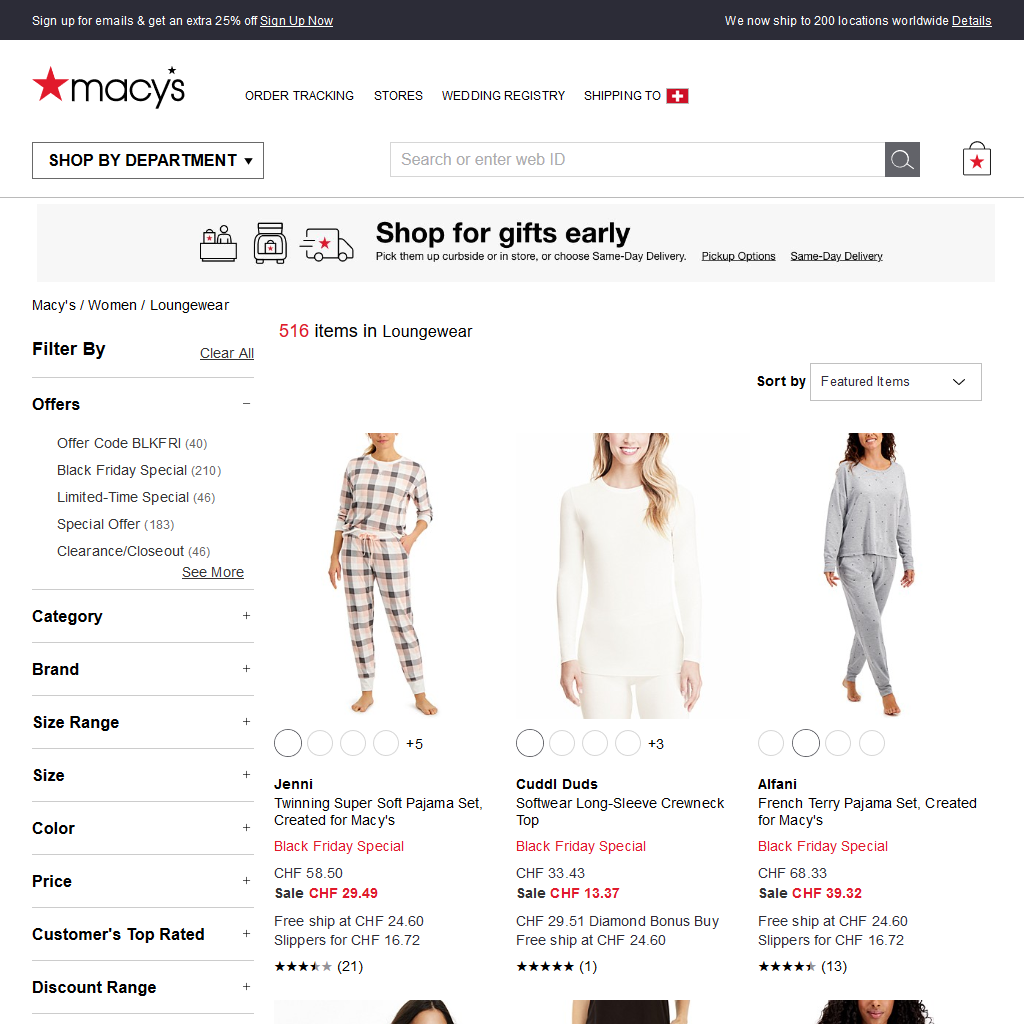 Sign up for emails & get an extra 25% off Sign Up Now
We now ship to 200 locations worldwide Details
macy's
ORDER TRACKING
STORES
WEDDING REGISTRY
SHIPPING TO
SHOP BY DEPARTMENT
Search or enter web ID
Shop for gifts early
Pick them up curbside or in store, or choose Same-Day Delivery. Pickup Options Same-Day Delivery
Macy's / Women / Loungewear
516 items in Loungewear
Filter By
Clear All
Sort by Featured Items
Offers
Offer Code BLKFRI (40)
Black Friday Special (210)
Limited-Time Special (46)
Special Offer (183)
Clearance/Closeout (46)
See More
Category
Brand
Size Range
Size
Color
Price
Customer's Top Rated
Discount Range
+5
Jenni
Twinning Super Soft Pajama Set,
Created for Macy's
Black Friday Special
CHF 58.50
Sale CHF 29.49
Free ship at CHF 24.60
Slippers for CHF 16.72
(21)
+3
Cuddl Duds
Softwear Long-Sleeve Crewneck
Top
Black Friday Special
CHF 33.43
Sale CHF 13.37
CHF 29.51 Diamond Bonus Buy
Free ship at CHF 24.60
(1)
Alfani
French Terry Pajama Set, Created
for Macy's
Black Friday Special
CHF 68.33
Sale CHF 39.32
Free ship at CHF 24.60
Slippers for CHF 16.72
(13)